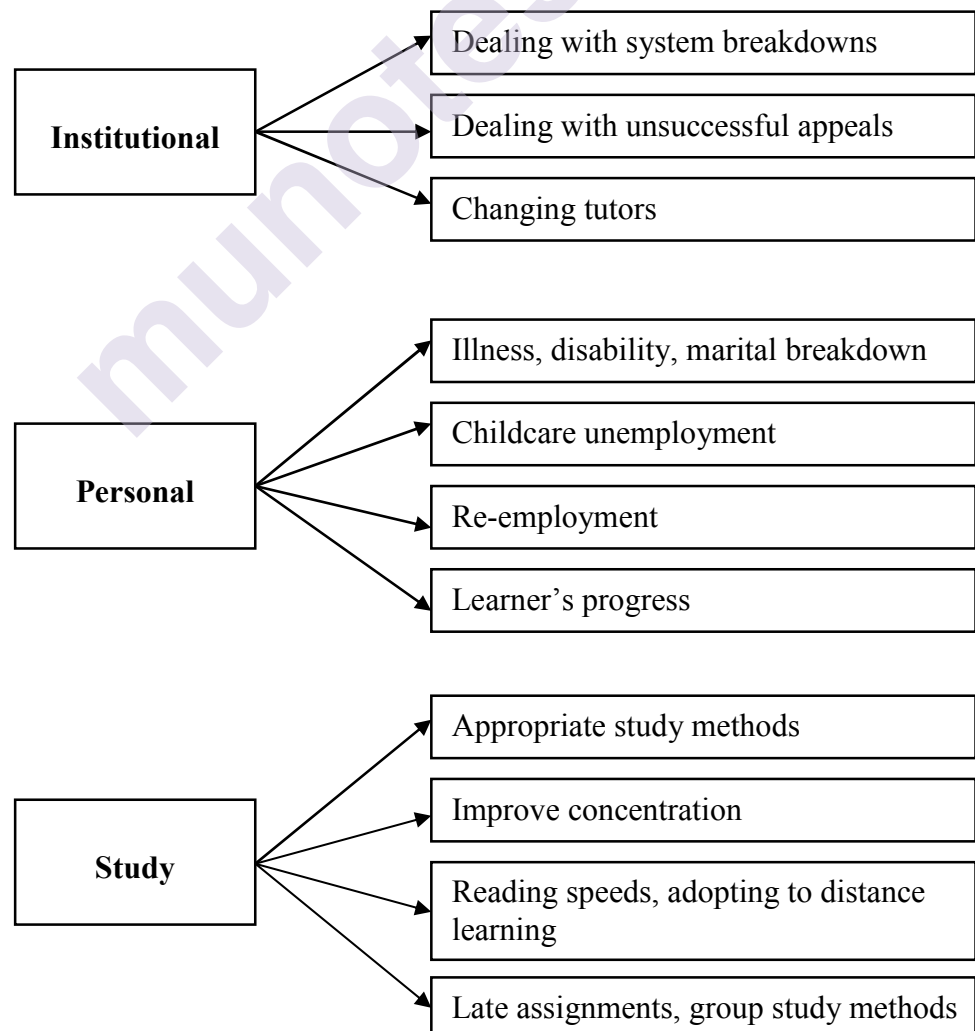 Institutional
Dealing with system breakdowns
Dealing with unsuccessful appeals
Changing tutors
Personal
Illness, disability, marital breakdown
Childcare unemployment
Re-employment
Learner’s progress
Study
Appropriate study methods
Improve concentration
Reading speeds, adopting to distance
learning
Late assignments, group study methods
munotes